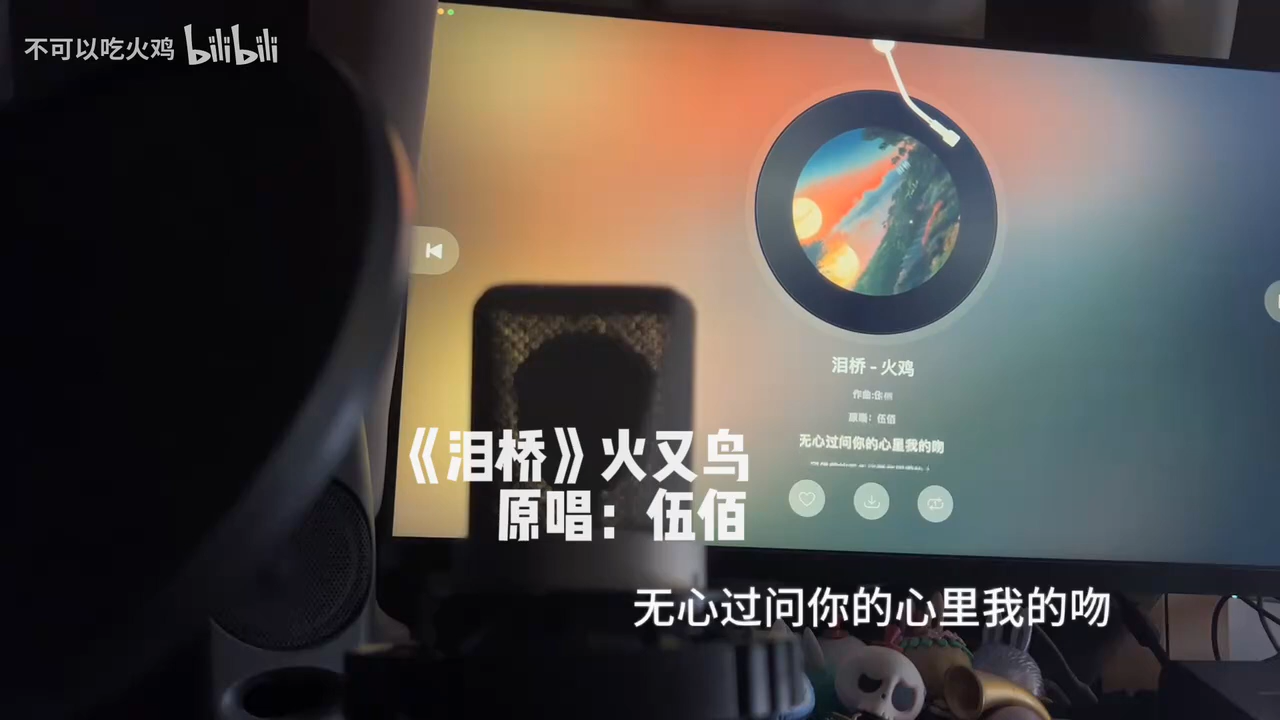 不可以吃火鸡 bilibili
泪桥 - 火鸡
原唱：伍佰
无心过问你的心里我的吻
《泪桥》火又鸟
原唱：伍佰
无心过问你的心里我的吻